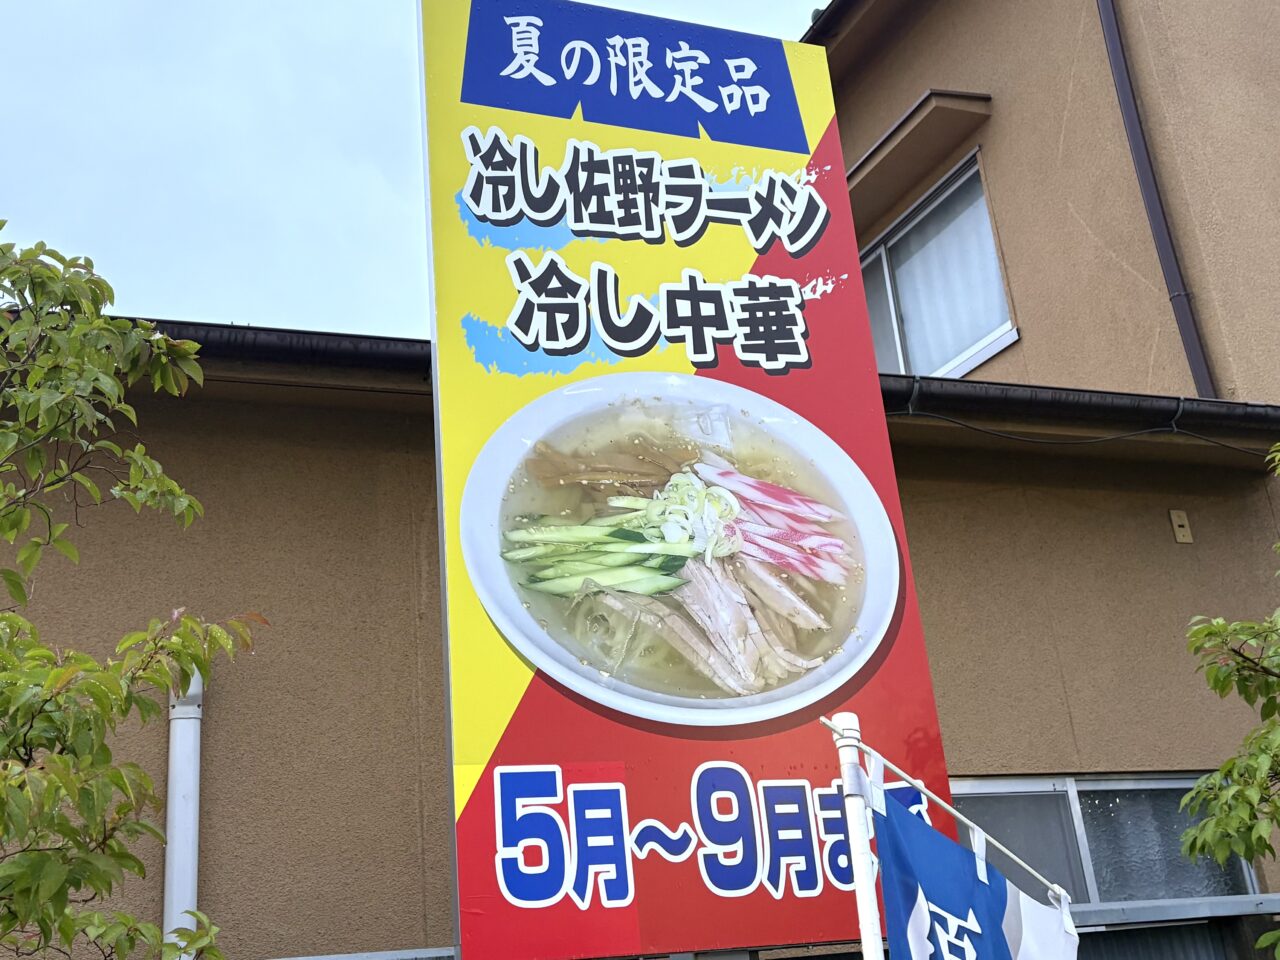 夏の限定品
冷し佐野ラーメン
冷し中華
5月～9月ま